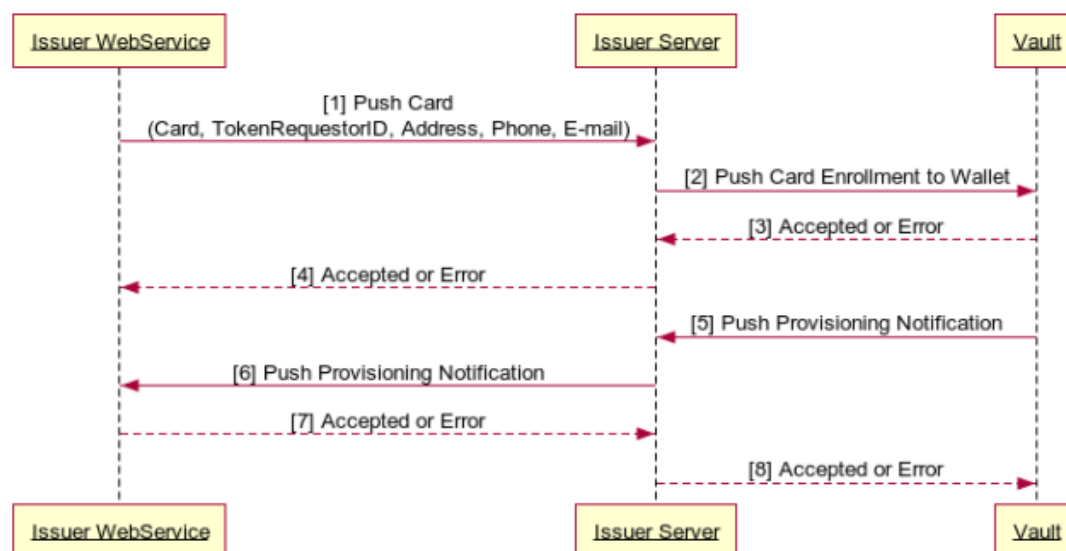 Issuer WebService
Issuer Server
Vault
[1] Push Card
(Card, TokenRequestorID, Address, Phone, E-mail)
[2] Push Card Enrollment to Wallet
[3] Accepted or Error
[4] Accepted or Error
[5] Push Provisioning Notification
[6] Push Provisioning Notification
[7] Accepted or Error
[8] Accepted or Error
Issuer WebService
Issuer Server
Vault